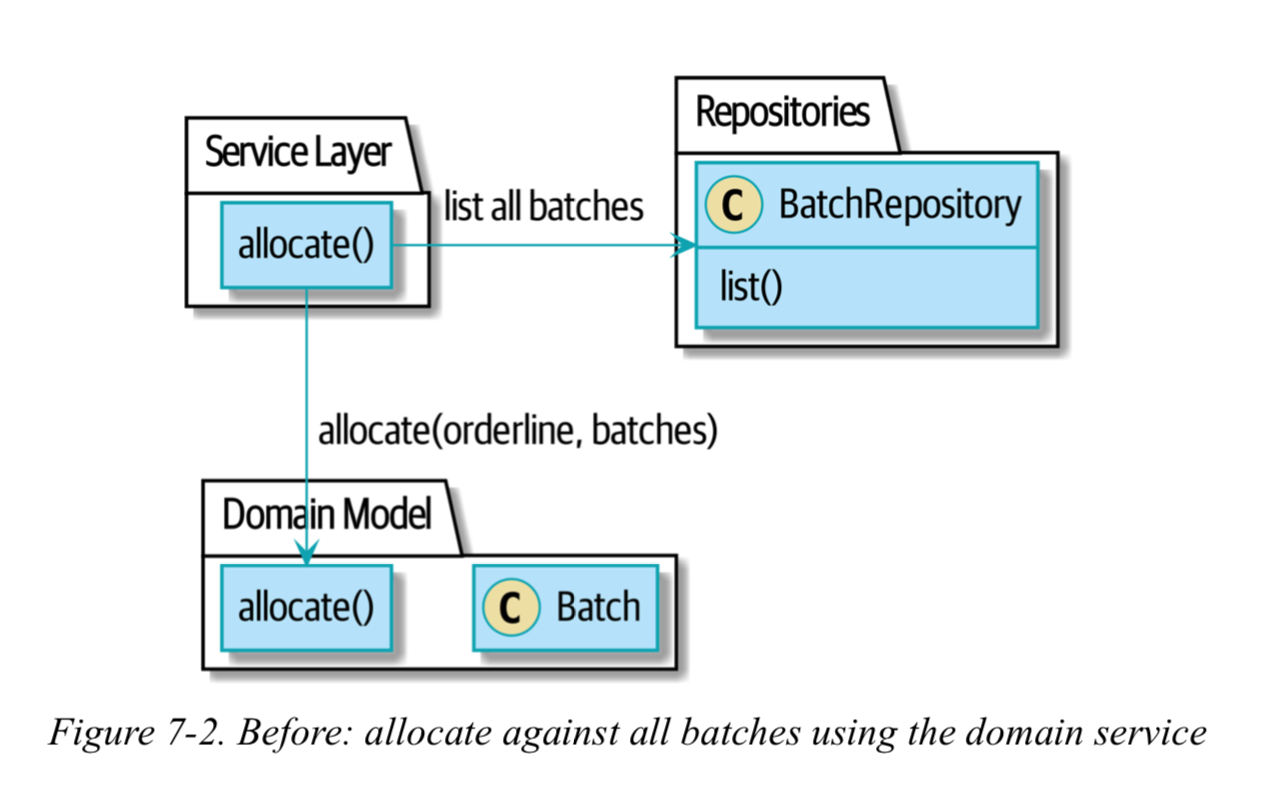 Repositories
Service Layer
C BatchRepository
list all batches
allocate()
list()
allocate(orderline, batches)
Domain Model
allocate()
C Batch
Figure 7-2. Before: allocate against all batches using the domain service